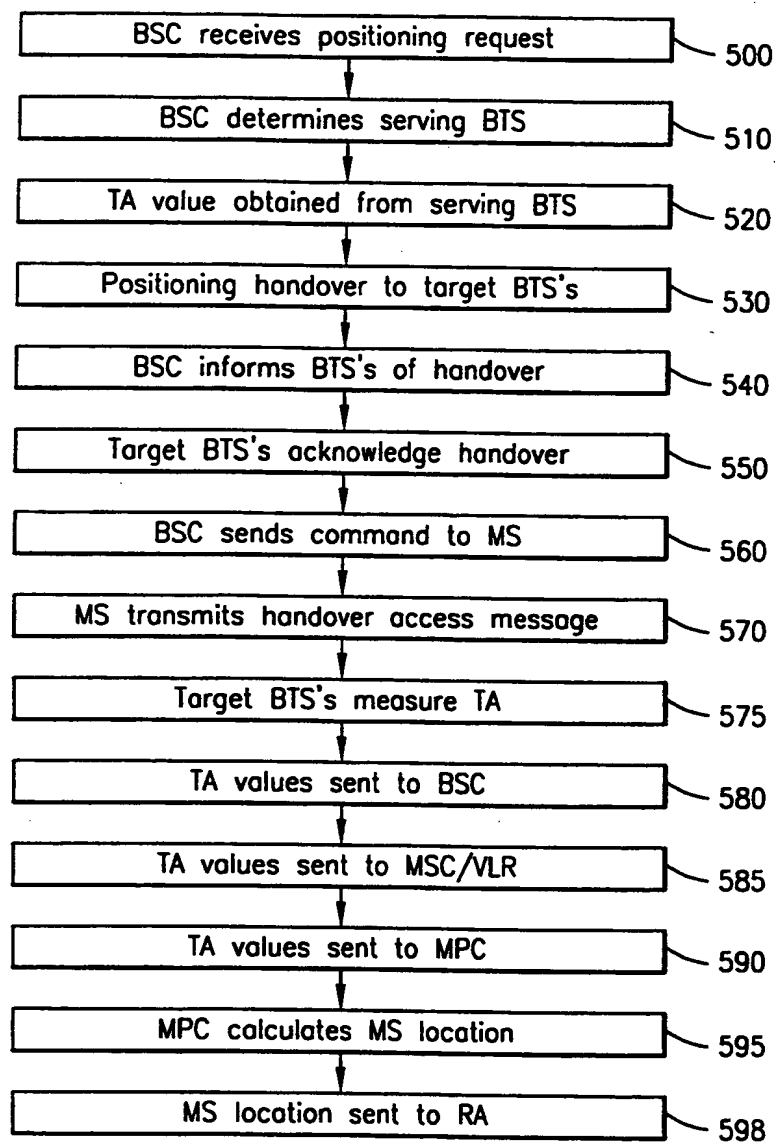 BSC receives positioning request
500
BSC determines serving BTS
510
TA value obtained from serving BTS
520
Positioning handover to target BTS's
530
BSC informs BTS's of handover
540
Target BTS's acknowledge handover
550
BSC sends command to MS
560
MS transmits handover access message
570
Target BTS's measure TA
575
TA values sent to BSC
580
TA values sent to MSC/VLR
585
TA values sent to MPC
590
MPC calculates MS location
595
MS location sent to RA
598